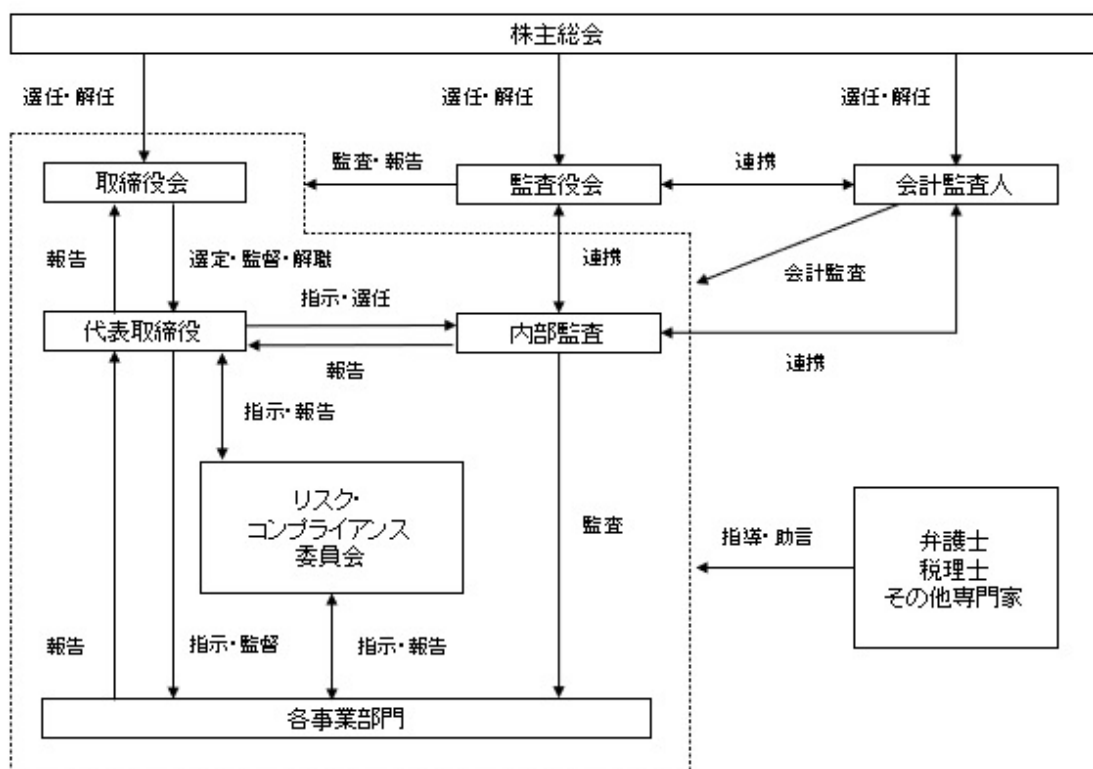 株主総会
選任・解任
選任・解任
選任・解任
監査・報告
連携
取締役会
監査役会
会計監査人
報告
選定・監督・解職
連携
会計監査
指示・選任
代表取締役
内部監査
報告
連携
指示・報告
リスク・
コンプライアンス
委員会
監査
指導・助言
弁護士
税理士
その他専門家
報告
指示・監督
指示・報告
各事業部門